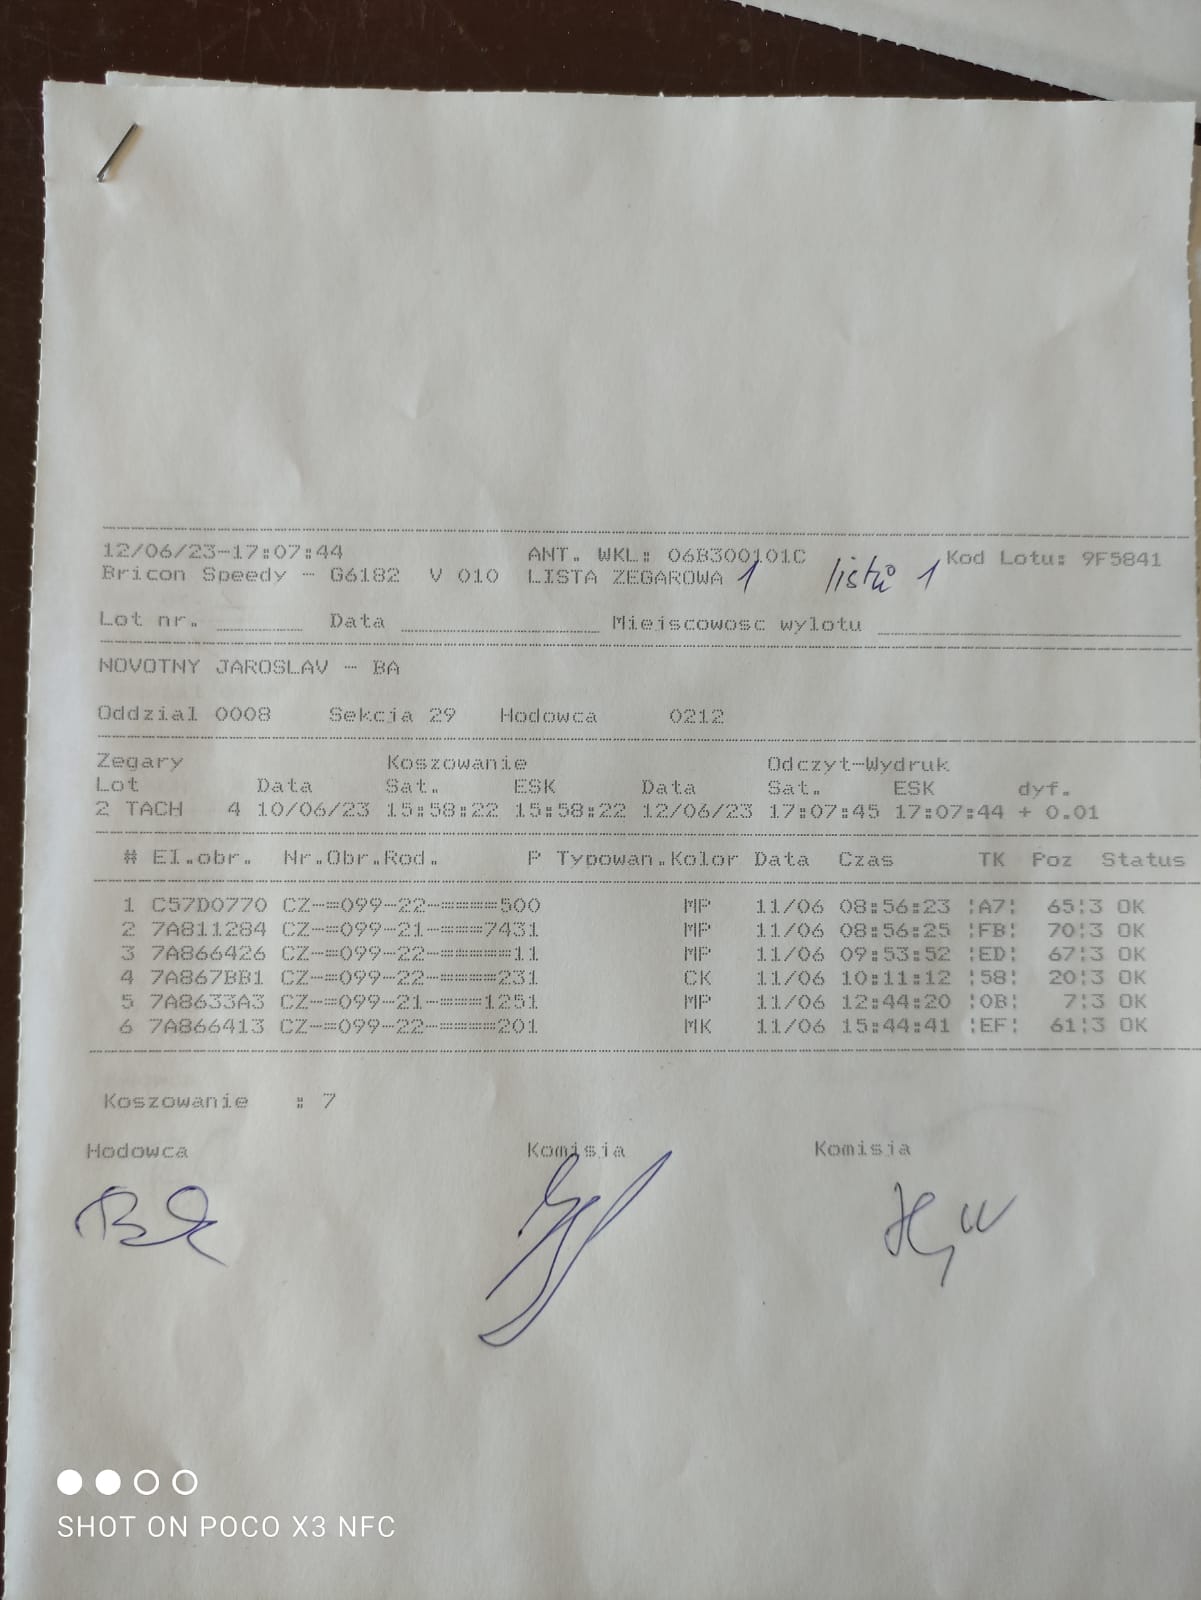 12/06/23-17:07:44 ANT. WKL: 06B300101C Kod Lotu: 9F5841
Bricon Speedy - G6182 V 010 LISTA ZEGAROWA 1 listů 1
Lot nr. Data Miejscowosc wylotu
NOVOTNY JAROSLAV - BA
Oddzial 0008 Sekcja 29 Hodowca 0212
Zegary Koszowanie Odczyt-Wydruk
Lot Data Sat. ESK Data Sat. ESK dyf.
2 TACH 4 10/06/23 15:58:22 15:58:22 12/06/23 17:07:45 17:07:44 + 0.01
# El.obr. Nr.Obr.Rod. P Typowan.Kolor Data Czas TK Poz Status
1 C57D0770 CZ-=099-22-=====500 MP 11/06 08:56:23 ¦A7¦ 65¦3 OK
2 7A811284 CZ-=099-21-====7431 MP 11/06 08:56:25 ¦FB¦ 70¦3 OK
3 7A866426 CZ-=099-22-======11 MP 11/06 09:53:52 ¦ED¦ 67¦3 OK
4 7A867BB1 CZ-=099-22-=====231 CK 11/06 10:11:12 ¦58¦ 20¦3 OK
5 7A8633A3 CZ-=099-21-====1251 MP 11/06 12:44:20 ¦0B¦ 7¦3 OK
6 7A866413 CZ-=099-22-=====201 MK 11/06 15:44:41 ¦EF¦ 61¦3 OK
Koszowanie : 7
Hodowca Komisja Komisja
SHOT ON POCO X3 NFC